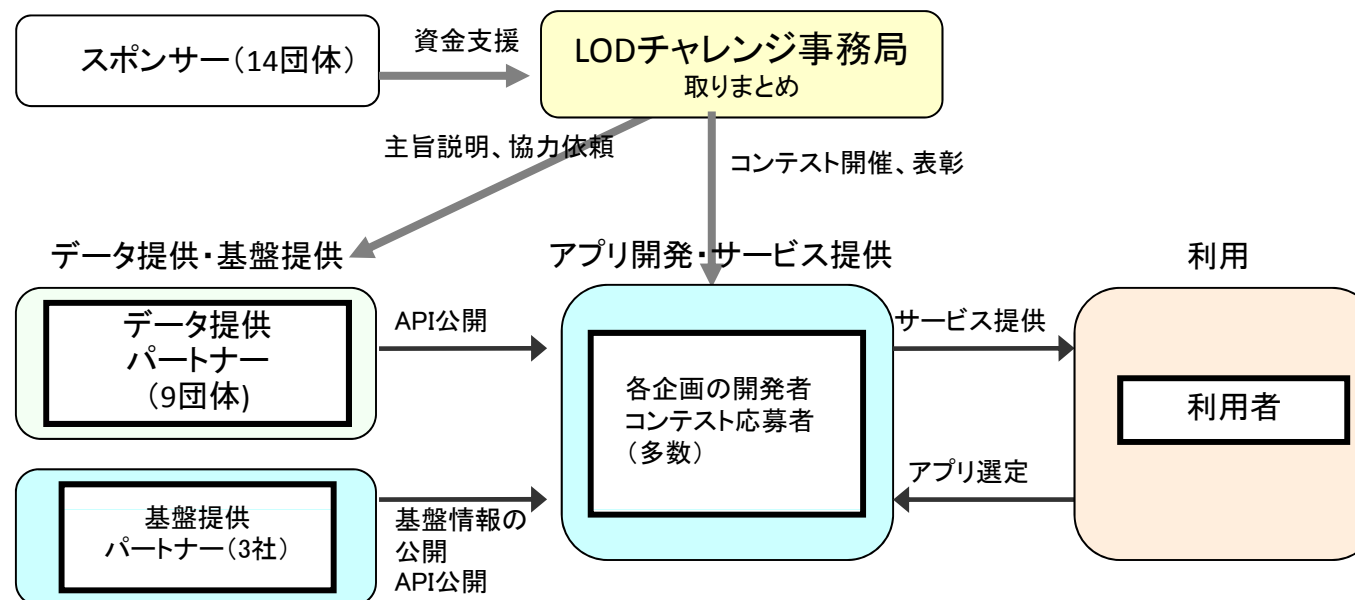 スポンサー（14団体）
資金支援
LODチャレンジ事務局
取りまとめ
主旨説明、協力依頼
コンテスト開催、表彰
データ提供・基盤提供
アプリ開発・サービス提供
利用
データ提供
パートナー
（9団体)
API公開
各企画の開発者
コンテスト応募者
（多数）
サービス提供
利用者
アプリ選定
基盤提供
パートナー（3社）
基盤情報の
公開
API公開